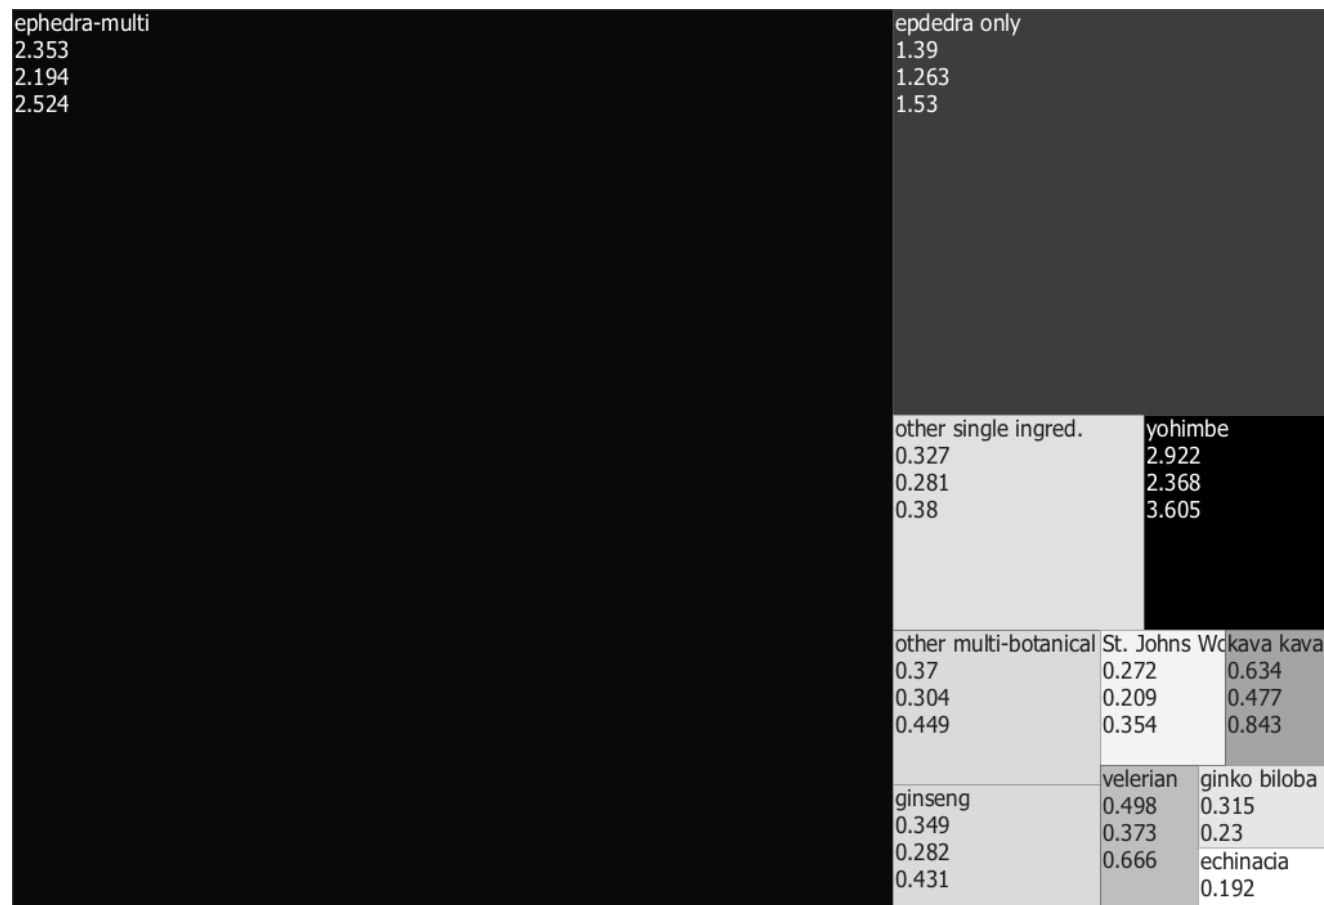 ephedra-multi
2.353
2.194
2.524
epdedra only
1.39
1.263
1.53
other single ingred.
0.327
0.281
0.38
yohimbe
2.922
2.368
3.605
other multi-botanical
0.37
0.304
0.449
St. Johns Wo
0.272
0.209
0.354
kava kava
0.634
0.477
0.843
ginseng
0.349
0.282
0.431
velerian
0.498
0.373
0.666
ginko biloba
0.315
0.23
echinacia
0.192